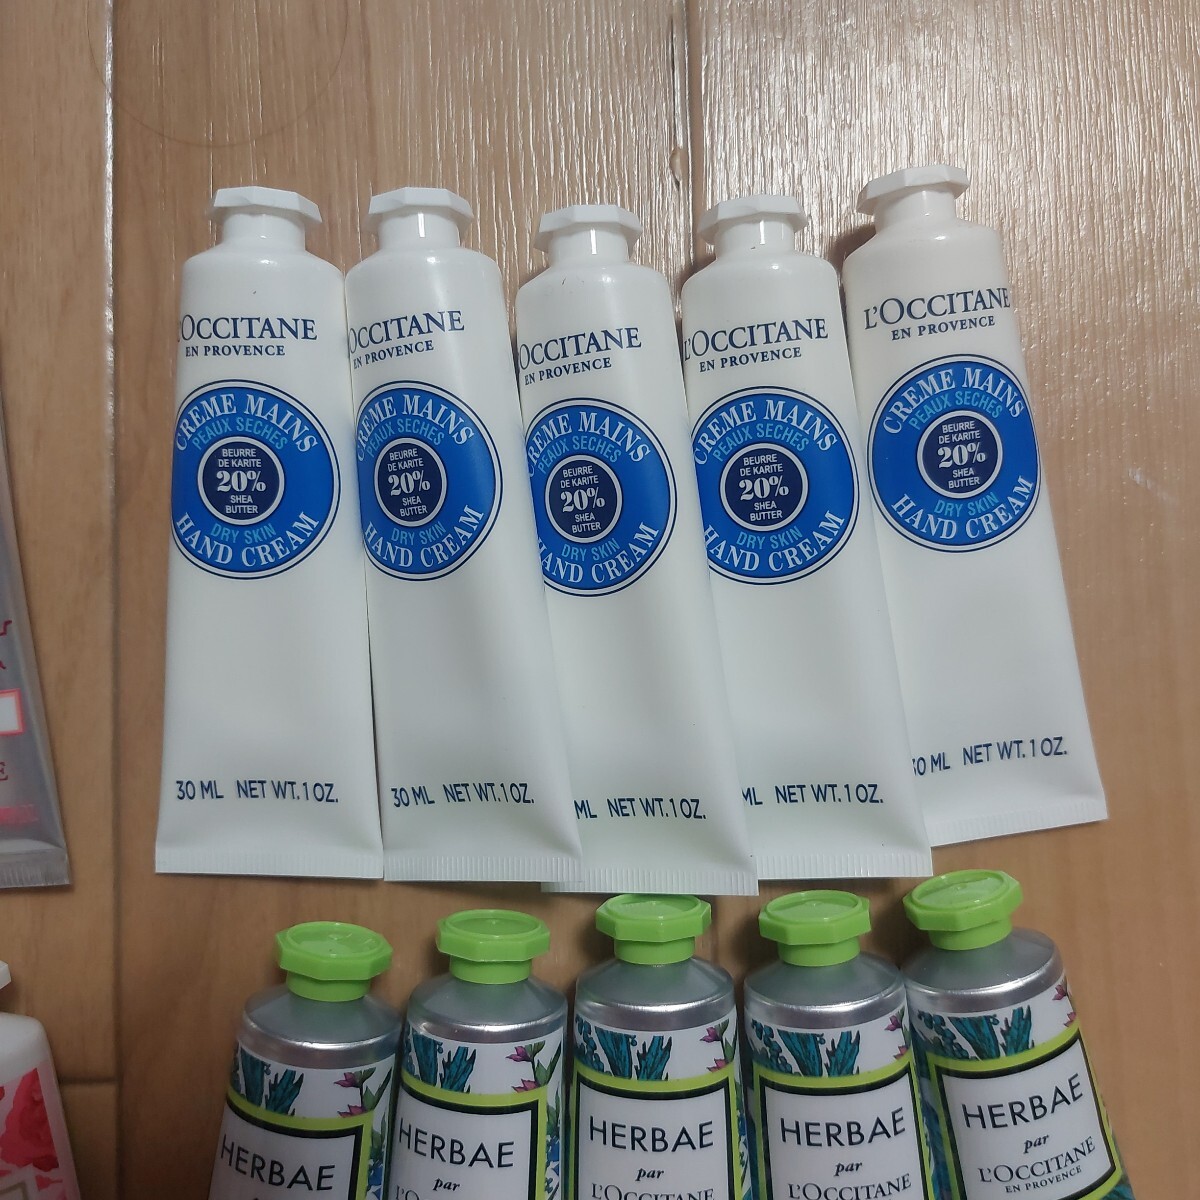 L'OCCITANE
EN PROVENCE
CREME MAINS
PEAUX SECHES
BEURRE
DE KARITE
20%
SHEA
BUTTER
DRY SKIN
HAND CREAM
30 ML NET WT. 1 OZ.
OCCITANE
EN PROVENCE
CREME MAINS
PEAUX SECHES
BEURRE
DE KARITE
20%
SHEA
BUTTER
DRY SKIN
HAND CREAM
30 ML NET WT. 1 OZ.
OCCITANE
EN PROVENCE
CREME MAINS
PEAUX SECHES
BEURRE
DE KARITE
20%
SHEA
BUTTER
DRY SKIN
HAND CREAM
ML NET WT. 1 OZ.
L'OCCITANE
EN PROVENCE
CREME MAINS
PEAUX SECHES
BEURRE
DE KARITE
20%
SHEA
BUTTER
DRY SKIN
HAND CREAM
ML NET WT. 1 OZ.
L'OCCITANE
EN PROVENCE
CREME MAINS
PEAUX SECHES
BEURRE
DE KARITE
20%
SHEA
BUTTER
DRY SKIN
HAND CREAM
30 ML NET WT. 1 OZ.
HERBAE
HERBAE
par
L'OC
HERBAE
par
L'OCCITANE
HERBAE
par
L'OCCITANE
HERBAE
par
L'OCCITANE
EN PROVENCE